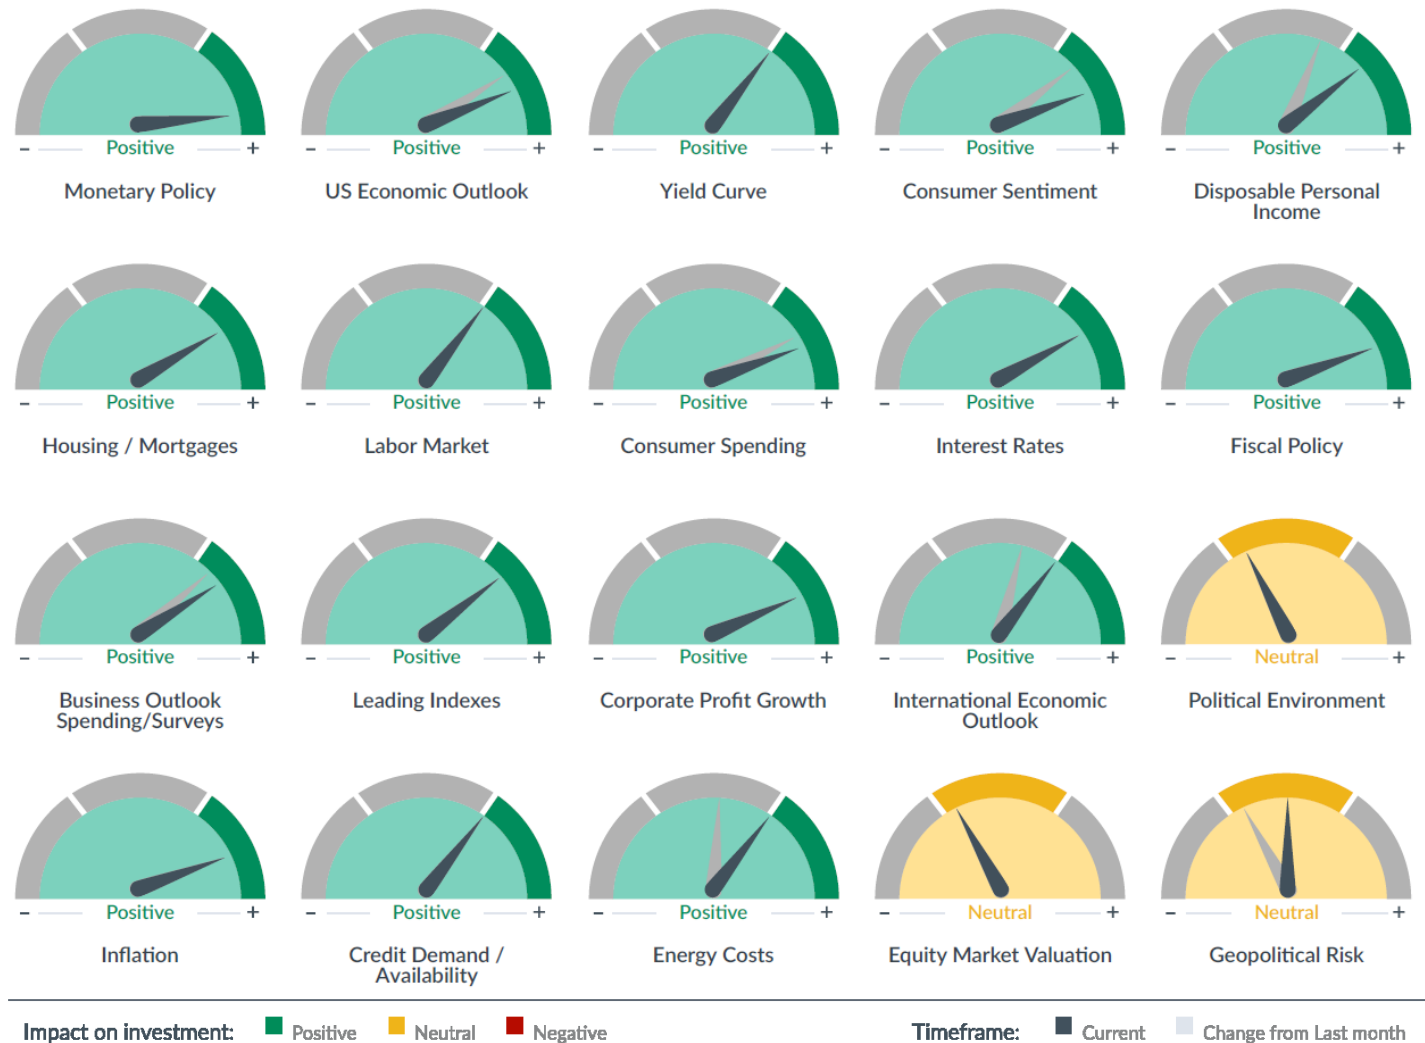 - Positive + - Positive + - Positive + - Positive + - Positive +
Monetary Policy US Economic Outlook Yield Curve Consumer Sentiment Disposable Personal
Income
- Positive + - Positive + - Positive + - Positive + - Positive +
Housing / Mortgages Labor Market Consumer Spending Interest Rates Fiscal Policy
- Positive + - Positive + - Positive + - Positive + - Neutral +
Business Outlook Leading Indexes Corporate Profit Growth International Economic Political Environment
Spending/Surveys Outlook
- Positive + - Positive + - Positive + - Neutral + - Neutral +
Inflation Credit Demand / Energy Costs Equity Market Valuation Geopolitical Risk
Availability
Impact on investment: Positive Neutral Negative Timeframe: Current Change from Last month